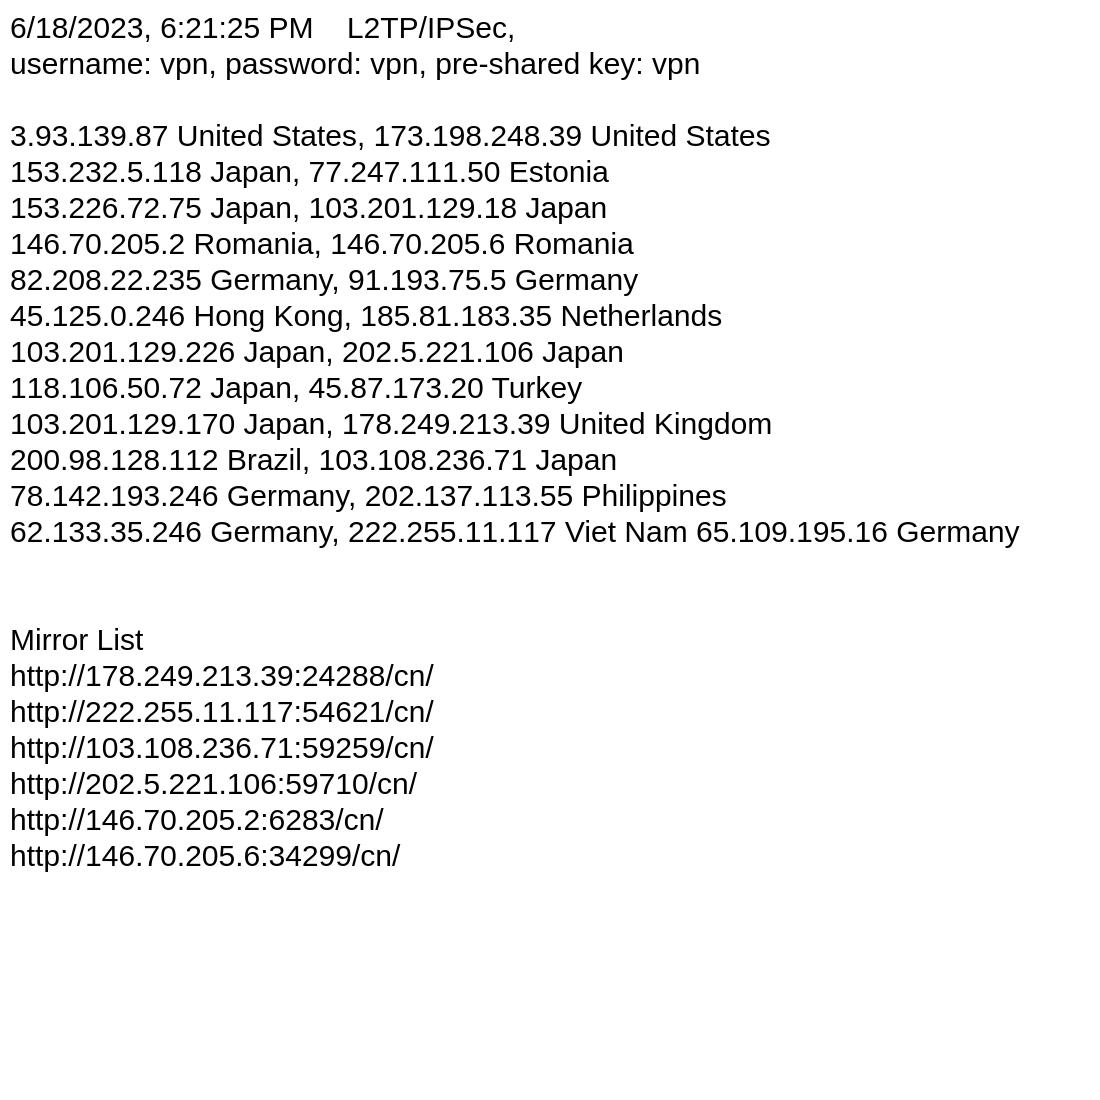 6/18/2023, 6:21:25 PM    L2TP/IPSec,
username: vpn, password: vpn, pre-shared key: vpn
3.93.139.87 United States, 173.198.248.39 United States
153.232.5.118 Japan, 77.247.111.50 Estonia
153.226.72.75 Japan, 103.201.129.18 Japan
146.70.205.2 Romania, 146.70.205.6 Romania
82.208.22.235 Germany, 91.193.75.5 Germany
45.125.0.246 Hong Kong, 185.81.183.35 Netherlands
103.201.129.226 Japan, 202.5.221.106 Japan
118.106.50.72 Japan, 45.87.173.20 Turkey
103.201.129.170 Japan, 178.249.213.39 United Kingdom
200.98.128.112 Brazil, 103.108.236.71 Japan
78.142.193.246 Germany, 202.137.113.55 Philippines
62.133.35.246 Germany, 222.255.11.117 Viet Nam 65.109.195.16 Germany
Mirror List
http://178.249.213.39:24288/cn/
http://222.255.11.117:54621/cn/
http://103.108.236.71:59259/cn/
http://202.5.221.106:59710/cn/
http://146.70.205.2:6283/cn/
http://146.70.205.6:34299/cn/